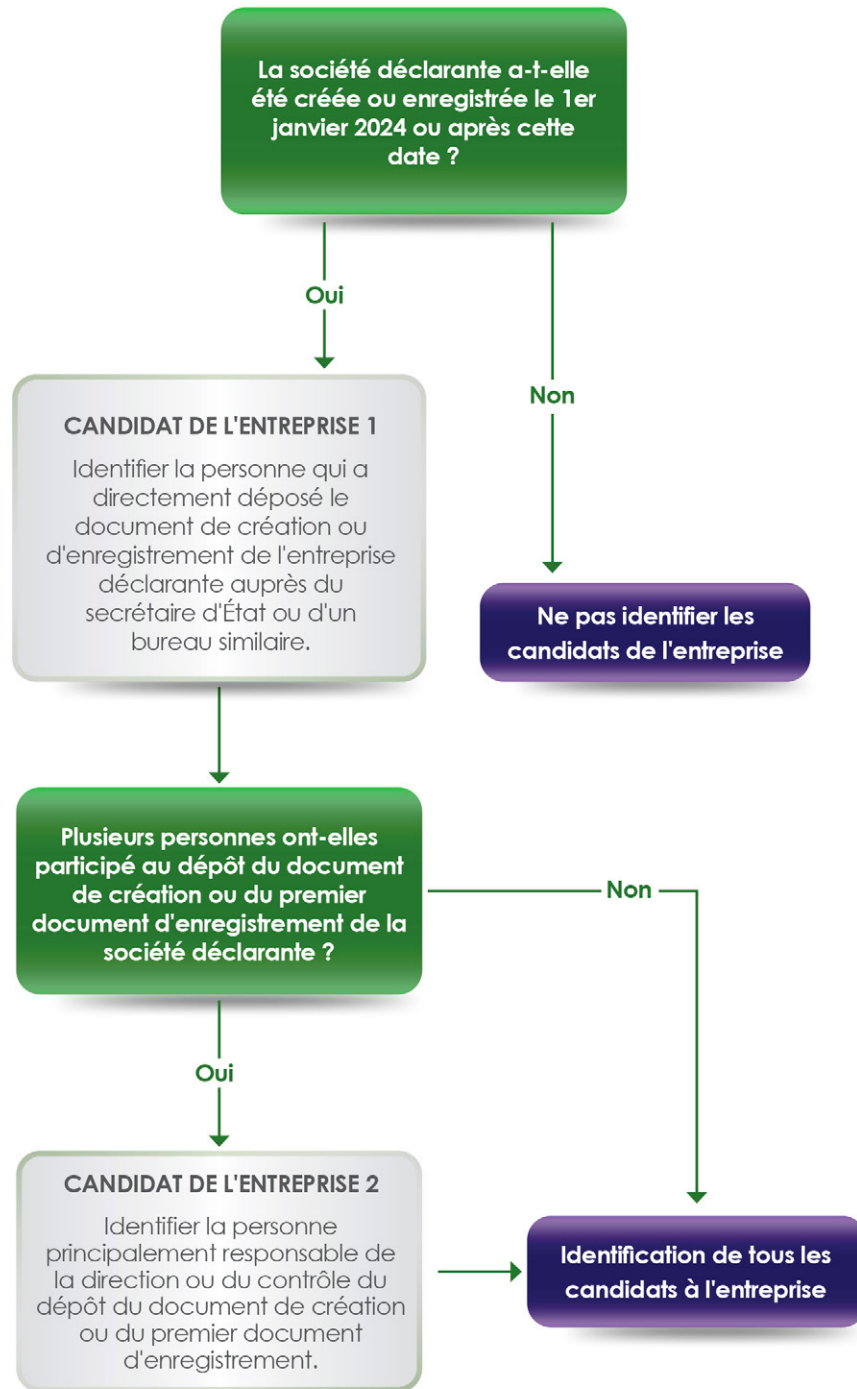 La société déclarante a-t-elle
été créée ou enregistrée le 1er
janvier 2024 ou après cette
date ?
Oui
Non
CANDIDAT DE L'ENTREPRISE 1
Identifier la personne qui a
directement déposé le
document de création ou
d'enregistrement de l'entreprise
déclarante auprès du
secrétaire d'État ou d'un
bureau similaire.
Ne pas identifier les
candidats de l'entreprise
Plusieurs personnes ont-elles
participé au dépôt du document
de création ou du premier
document d'enregistrement de la
société déclarante ?
Non
Oui
CANDIDAT DE L'ENTREPRISE 2
Identifier la personne
principalement responsable de
la direction ou du contrôle du
dépôt du document de création
ou du premier document
d'enregistrement.
Identification de tous les
candidats à l'entreprise